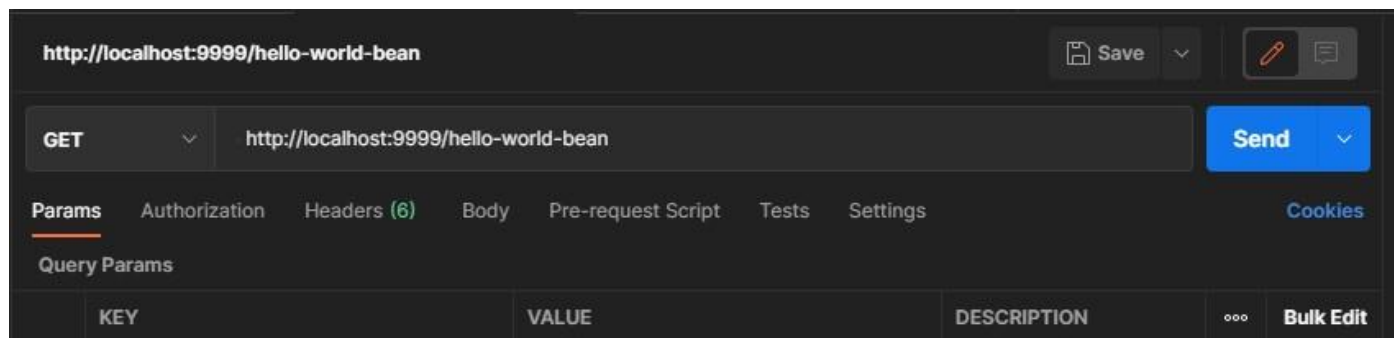 http://localhost:9999/hello-world-bean Save
GET http://localhost:9999/hello-world-bean Send
Params Authorization Headers (6) Body Pre-request Script Tests Settings Cookies
Query Params
KEY VALUE DESCRIPTION ooo Bulk Edit